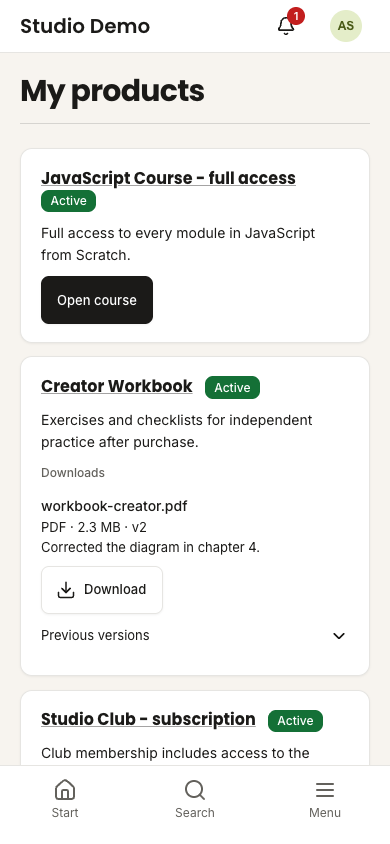 Studio Demo
1
AS
My products
JavaScript Course - full access
Active
Full access to every module in JavaScript
from Scratch.
Open course
Creator Workbook Active
Exercises and checklists for independent
practice after purchase.
Downloads
workbook-creator.pdf
PDF · 2.3 MB · v2
Corrected the diagram in chapter 4.
Download
Previous versions
Studio Club - subscription Active
Club membership includes access to the
Start
Search
Menu